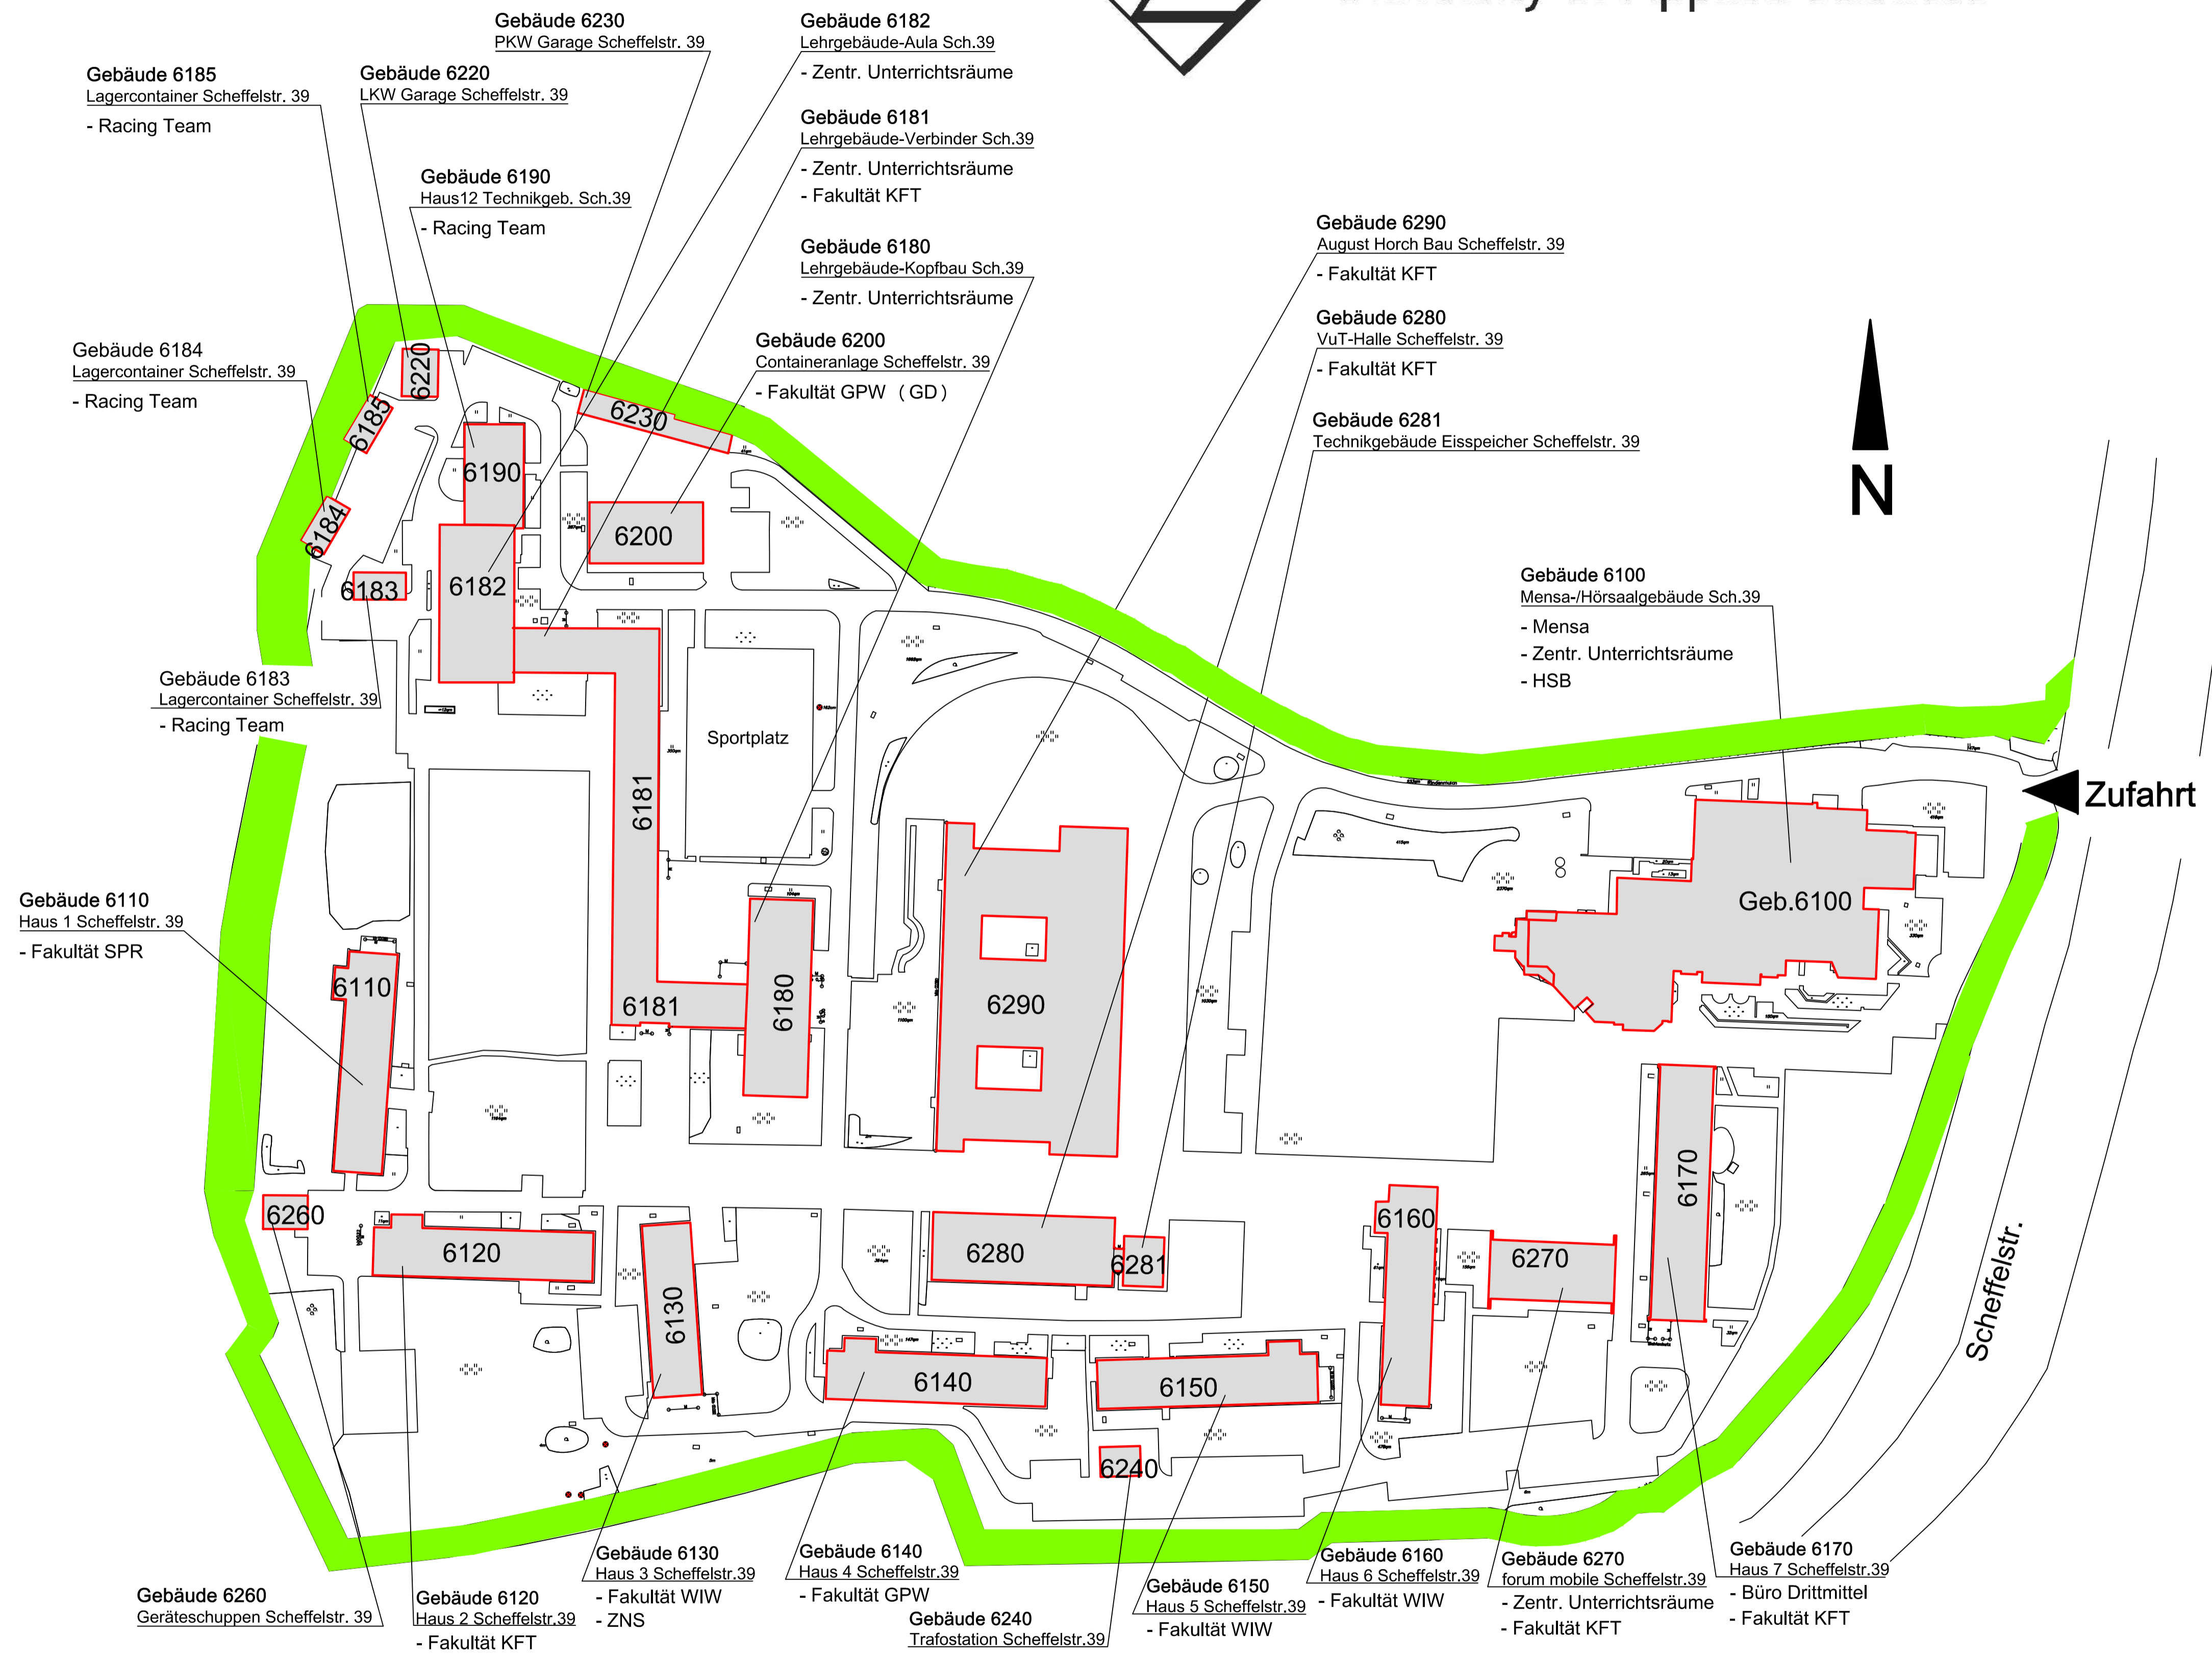 Gebäude 6230
PKW Garage Scheffelstr. 39
Gebäude 6182
Lehrgebäude-Aula Sch.39
- Zentr. Unterrichtsräume
Gebäude 6185
Lagercontainer Scheffelstr. 39
- Racing Team
Gebäude 6220
LKW Garage Scheffelstr. 39
Gebäude 6181
Lehrgebäude-Verbinder Sch.39
- Zentr. Unterrichtsräume
- Fakultät KFT
Gebäude 6190
Haus12 Technikgeb. Sch.39
- Racing Team
Gebäude 6180
Lehrgebäude-Kopfbau Sch.39
- Zentr. Unterrichtsräume
Gebäude 6290
August Horch Bau Scheffelstr. 39
- Fakultät KFT
Gebäude 6280
VuT-Halle Scheffelstr. 39
- Fakultät KFT
Gebäude 6184
Lagercontainer Scheffelstr. 39
- Racing Team
Gebäude 6200
Containeranlage Scheffelstr. 39
- Fakultät GPW ( GD )
Gebäude 6281
Technikgebäude Eisspeicher Scheffelstr. 39
N
6220
6185
6230
6190
6184
6200
6183
6182
Gebäude 6100
Mensa-/Hörsaalgebäude Sch.39
- Mensa
- Zentr. Unterrichtsräume
- HSB
Gebäude 6183
Lagercontainer Scheffelstr. 39
- Racing Team
Sportplatz
6181
Zufahrt
Geb.6100
Gebäude 6110
Haus 1 Scheffelstr. 39
- Fakultät SPR
6110
6181
6180
6290
6170
6260
6120
6130
6280
6281
6160
6270
Scheffelstr.
6140
6150
6240
Gebäude 6260
Geräteschuppen Scheffelstr. 39
Gebäude 6120
Haus 2 Scheffelstr.39
- Fakultät KFT
Gebäude 6130
Haus 3 Scheffelstr.39
- Fakultät WIW
- ZNS
Gebäude 6140
Haus 4 Scheffelstr.39
- Fakultät GPW
Gebäude 6240
Trafostation Scheffelstr.39
Gebäude 6150
Haus 5 Scheffelstr.39
- Fakultät WIW
Gebäude 6160
Haus 6 Scheffelstr.39
- Fakultät WIW
Gebäude 6270
forum mobile Scheffelstr.39
- Zentr. Unterrichtsräume
- Fakultät KFT
Gebäude 6170
Haus 7 Scheffelstr.39
- Büro Drittmittel
- Fakultät KFT